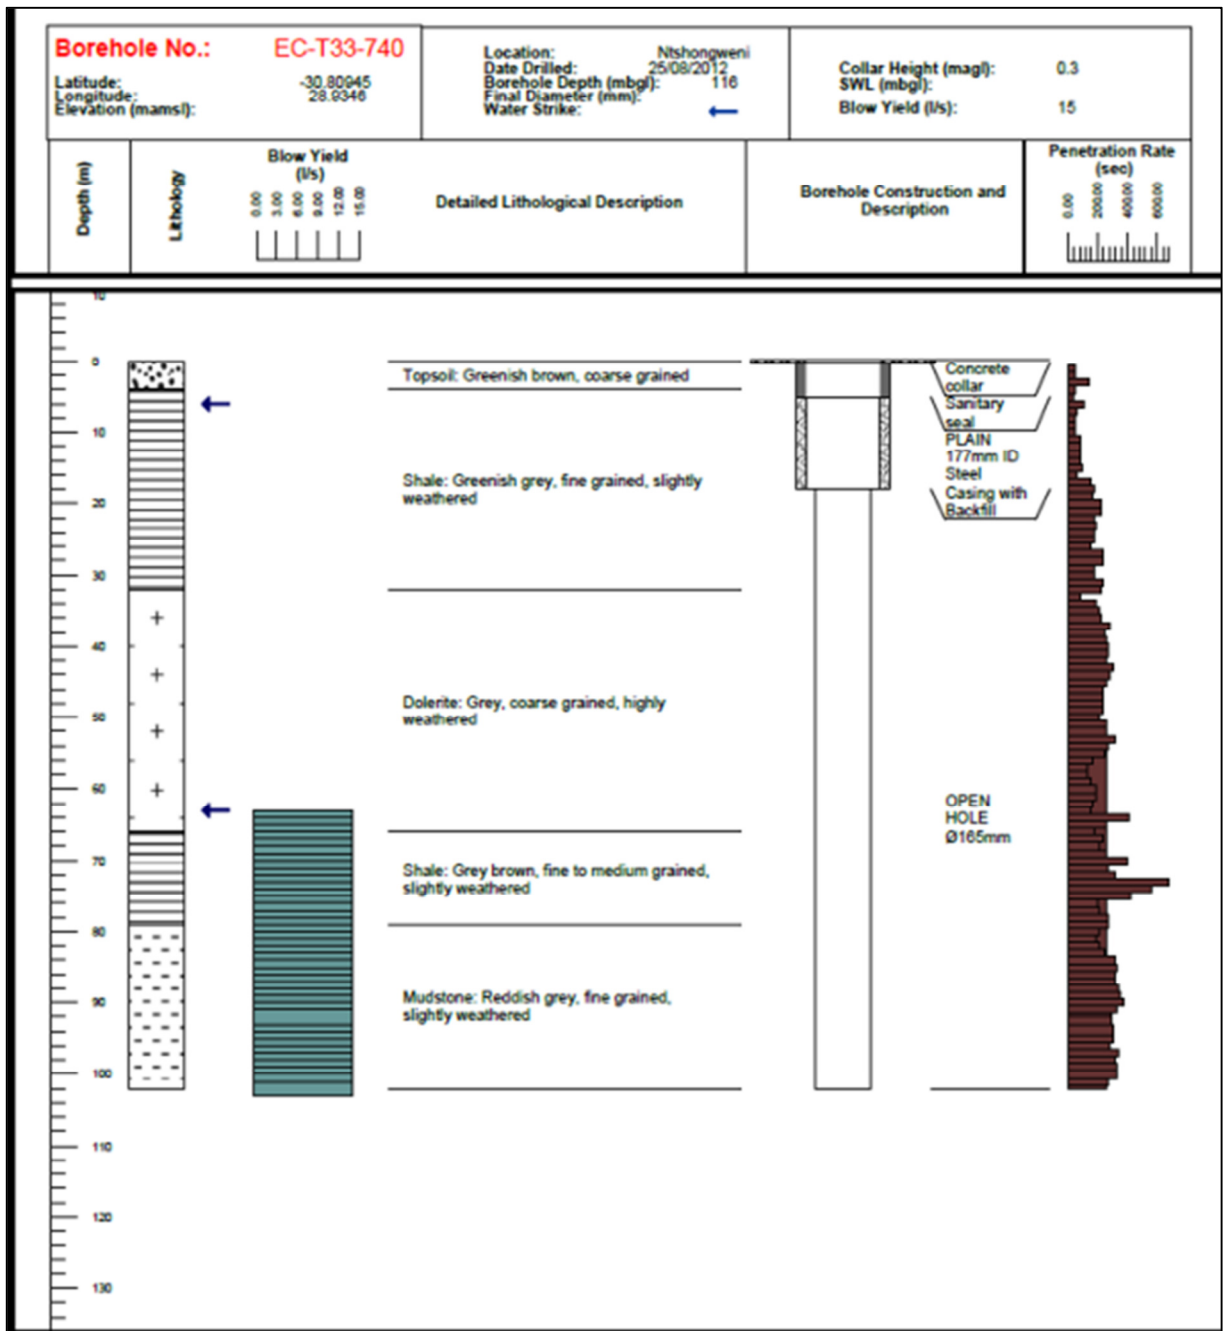 Borehole No.: EC-T33-740
Latitude: -30.80945
Longitude: 28.9346
Elevation (mamsl):
Location: Ntshongweni
Date Drilled: 25/08/2012
Borehole Depth (mbgl): 116
Final Diameter (mm):
Water Strike:
Collar Height (magl): 0.3
SWL (mbgl):
Blow Yield (l/s): 15
Depth (m)
Lithology
Blow Yield
(l/s)
0.00 3.00 6.00 9.00 12.00 15.00
Detailed Lithological Description
Borehole Construction and
Description
Penetration Rate
(sec)
0.00 200.00 400.00 600.00
10
0
Topsoil: Greenish brown, coarse grained
Concrete
collar
Sanitary
seal
10
PLAIN
177mm ID
Steel
Casing with
Backfill
Shale: Greenish grey, fine grained, slightly
weathered
20
30
40
Dolerite: Grey, coarse grained, highly
weathered
50
60
OPEN
HOLE
Ø165mm
70
Shale: Grey brown, fine to medium grained,
slightly weathered
80
90
Mudstone: Reddish grey, fine grained,
slightly weathered
100
110
120
130